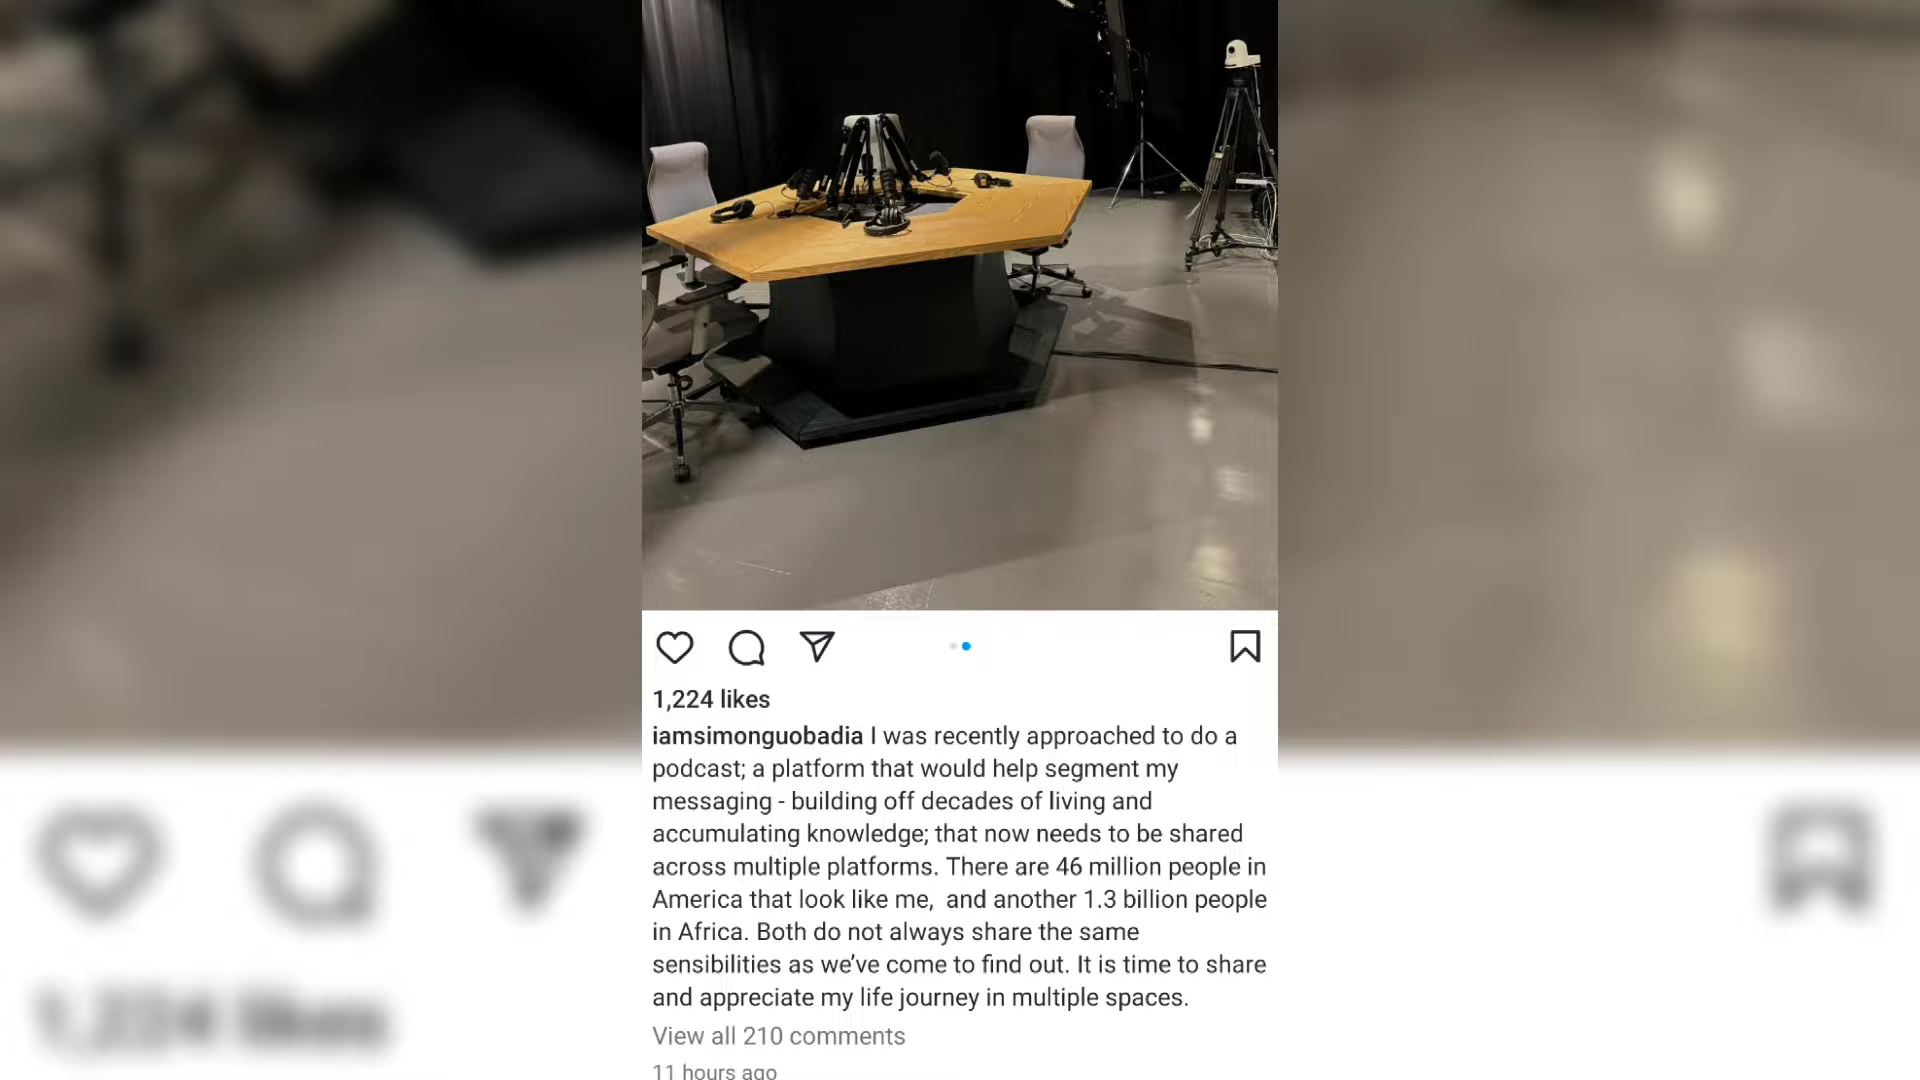 1,224 likes
iamsimonguobadia I was recently approached to do a
podcast; a platform that would help segment my
messaging - building off decades of living and
accumulating knowledge; that now needs to be shared
across multiple platforms. There are 46 million people in
America that look like me,  and another 1.3 billion people
in Africa. Both do not always share the same
sensibilities as we’ve come to find out. It is time to share
and appreciate my life journey in multiple spaces.
View all 210 comments
11 hours ago